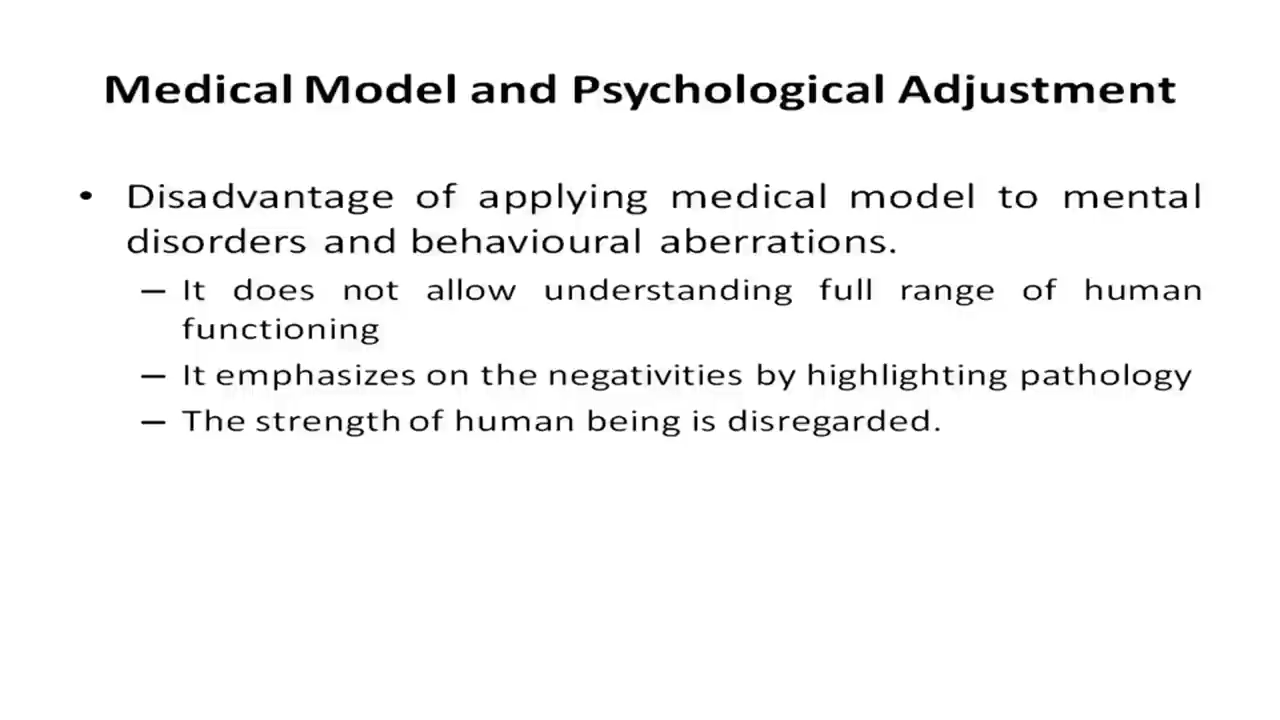 Medical Model and Psychological Adjustment
• Disadvantage of applying medical model to mental
disorders and behavioural aberrations.
– It does not allow understanding full range of human
functioning
– It emphasizes on the negativities by highlighting pathology
– The strength of human being is disregarded.